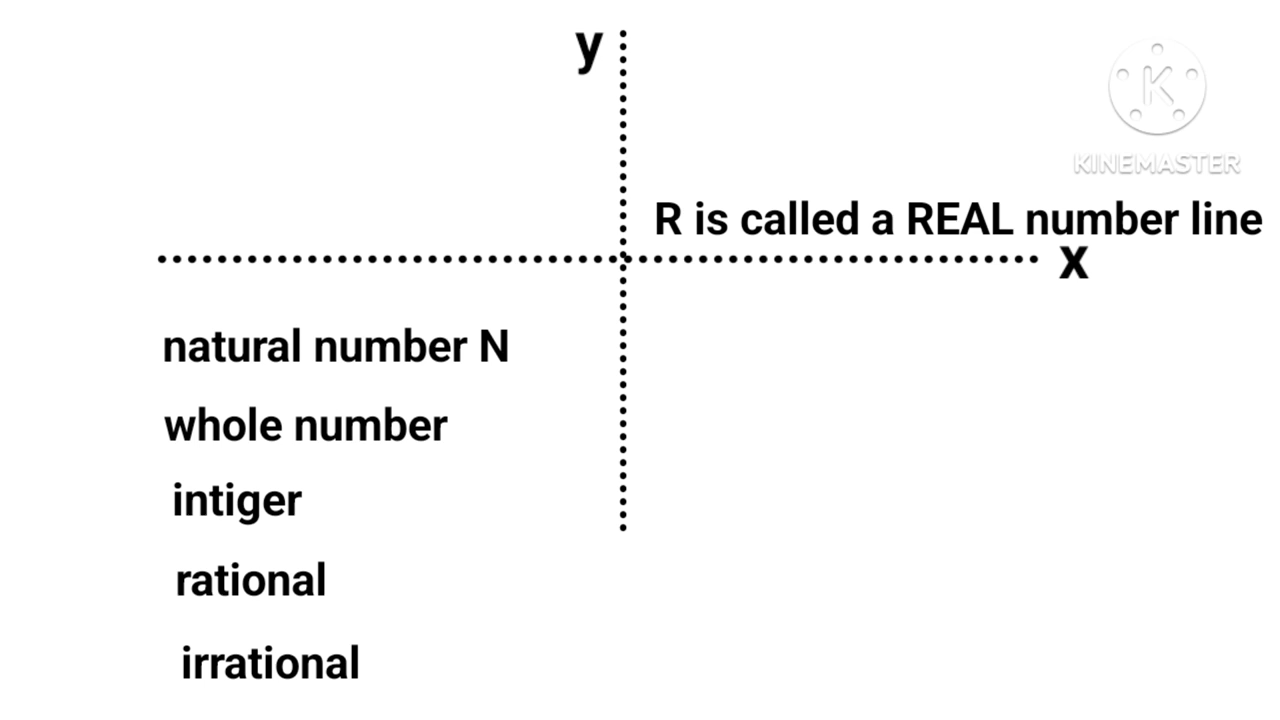 y
K
KINEMASTER
R is called a REAL number line
x
natural number N
whole number
intiger
rational
irrational